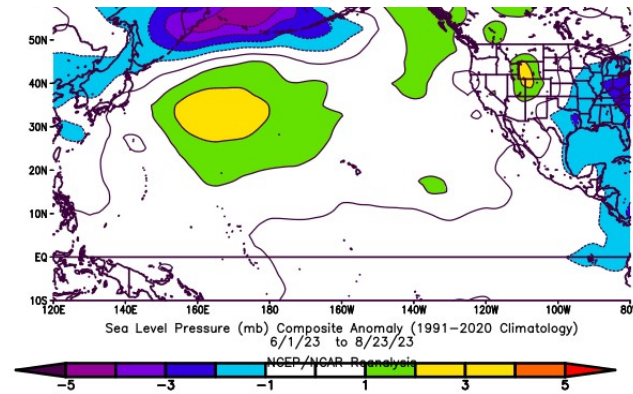 50N
40N
30N
20N
10N
EQ
10S
120E 140E 160E 180 160W 140W 120W 100W 80
Sea Level Pressure (mb) Composite Anomaly (1991-2020 Climatology)
6/1/23 to 8/23/23
NCEP/NCAR Reanalysis
-5 -3 -1 1 3 5